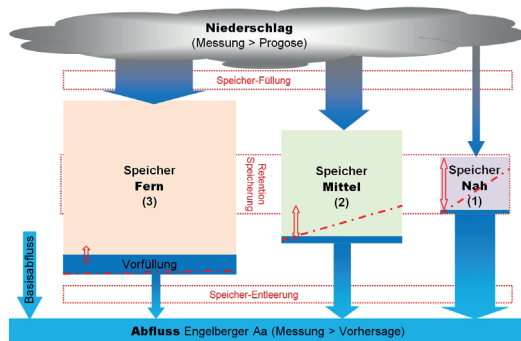 Niederschlag
(Messung > Progose)
Speicher-Füllung
Speicher
Fern
(3)
Retention
Speicherung
Speicher
Mittel
(2)
Speicher
Nah
(1)
Vorfüllung
Basisabfluss
Speicher-Entleerung
Abfluss Engelberger Aa (Messung > Vorhersage)